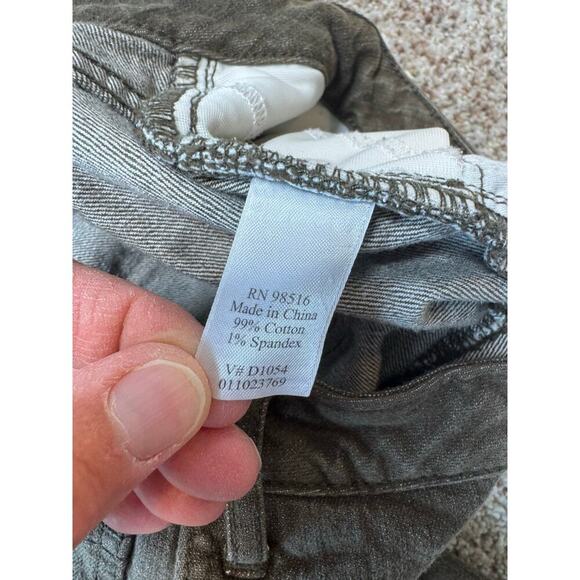 RN 98516
Made in China
99% Cotton
1% Spandex
V# D1054
011023769